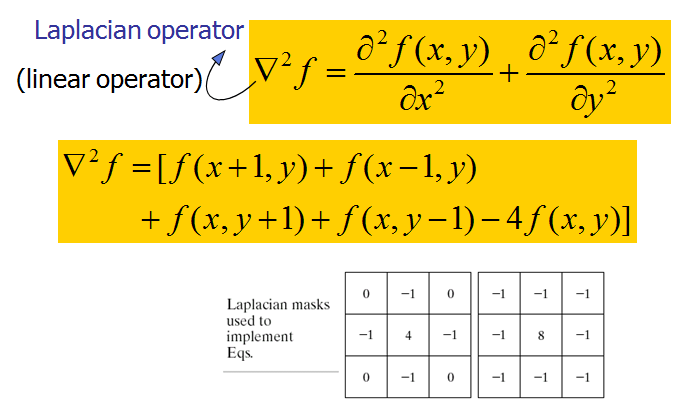 Laplacian operator
(linear operator)
∇²f = ∂²f(x, y)/∂x² + ∂²f(x, y)/∂y²
∇²f =[f(x+1, y)+ f(x−1, y)
+ f(x, y+1)+ f(x, y−1)−4f(x, y)]
Laplacian masks
used to
implement
Eqs.
0 −1 0 −1 −1 −1
−1 4 −1 −1 8 −1
0 −1 0 −1 −1 −1